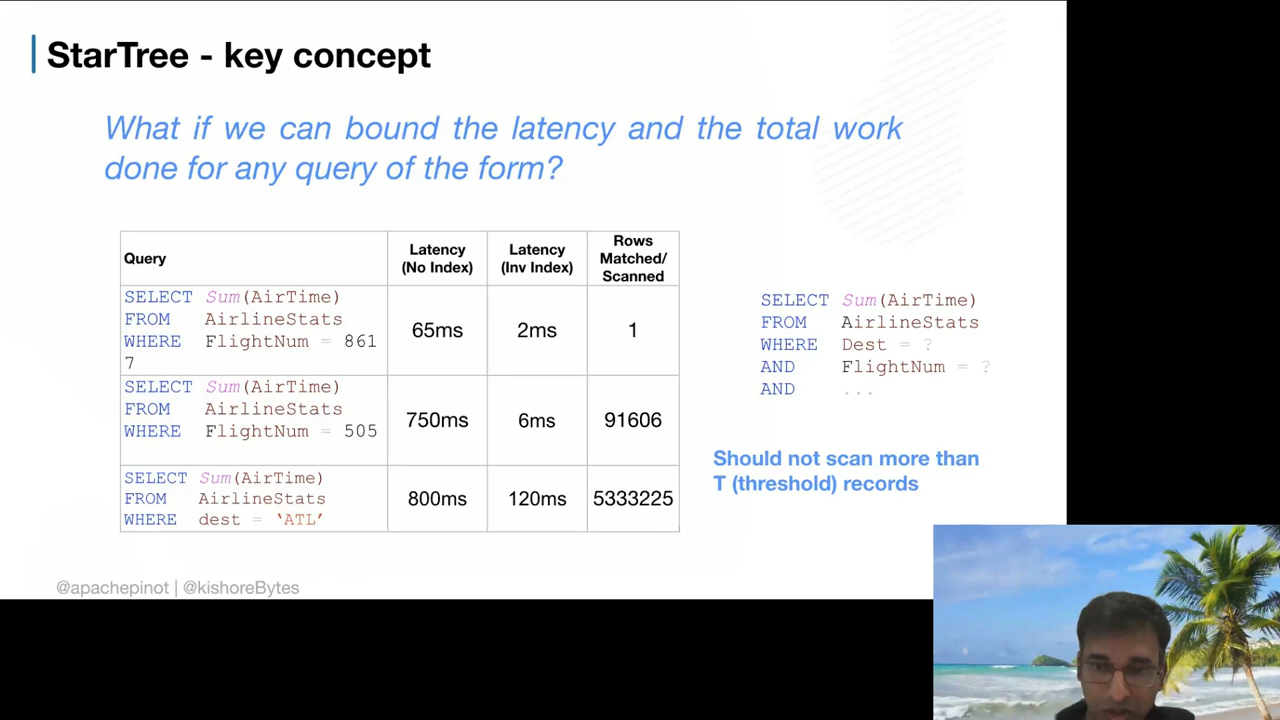 StarTree - key concept
What if we can bound the latency and the total work
done for any query of the form?
Query
Latency
(No Index)
Latency
(Inv Index)
Rows
Matched/
Scanned
SELECT Sum(AirTime)
FROM AirlineStats
WHERE FlightNum = 861
7
65ms
2ms
1
SELECT Sum(AirTime)
FROM AirlineStats
WHERE FlightNum = 505
750ms
6ms
91606
SELECT Sum(AirTime)
FROM AirlineStats
WHERE dest = ‘ATL’
800ms
120ms
5333225
SELECT Sum(AirTime)
FROM AirlineStats
WHERE Dest = ?
AND FlightNum = ?
AND ...
Should not scan more than
T (threshold) records
@apachepinot | @kishoreBytes